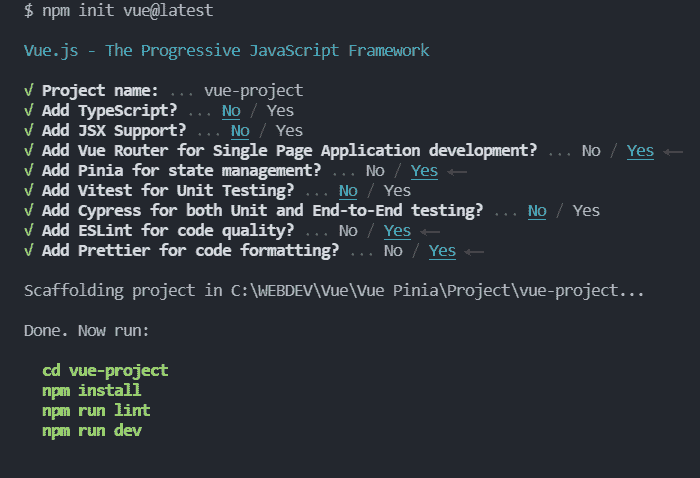 $ npm init vue@latest
Vue.js - The Progressive JavaScript Framework
√ Project name: ... vue-project
√ Add TypeScript? ... No / Yes
√ Add JSX Support? ... No / Yes
√ Add Vue Router for Single Page Application development? ... No / Yes ←
√ Add Pinia for state management? ... No / Yes ←
√ Add Vitest for Unit Testing? ... No / Yes
√ Add Cypress for both Unit and End-to-End testing? ... No / Yes
√ Add ESLint for code quality? ... No / Yes ←
√ Add Prettier for code formatting? ... No / Yes ←
Scaffolding project in C:\WEBDEV\Vue\Vue Pinia\Project\vue-project...
Done. Now run:
cd vue-project
npm install
npm run lint
npm run dev